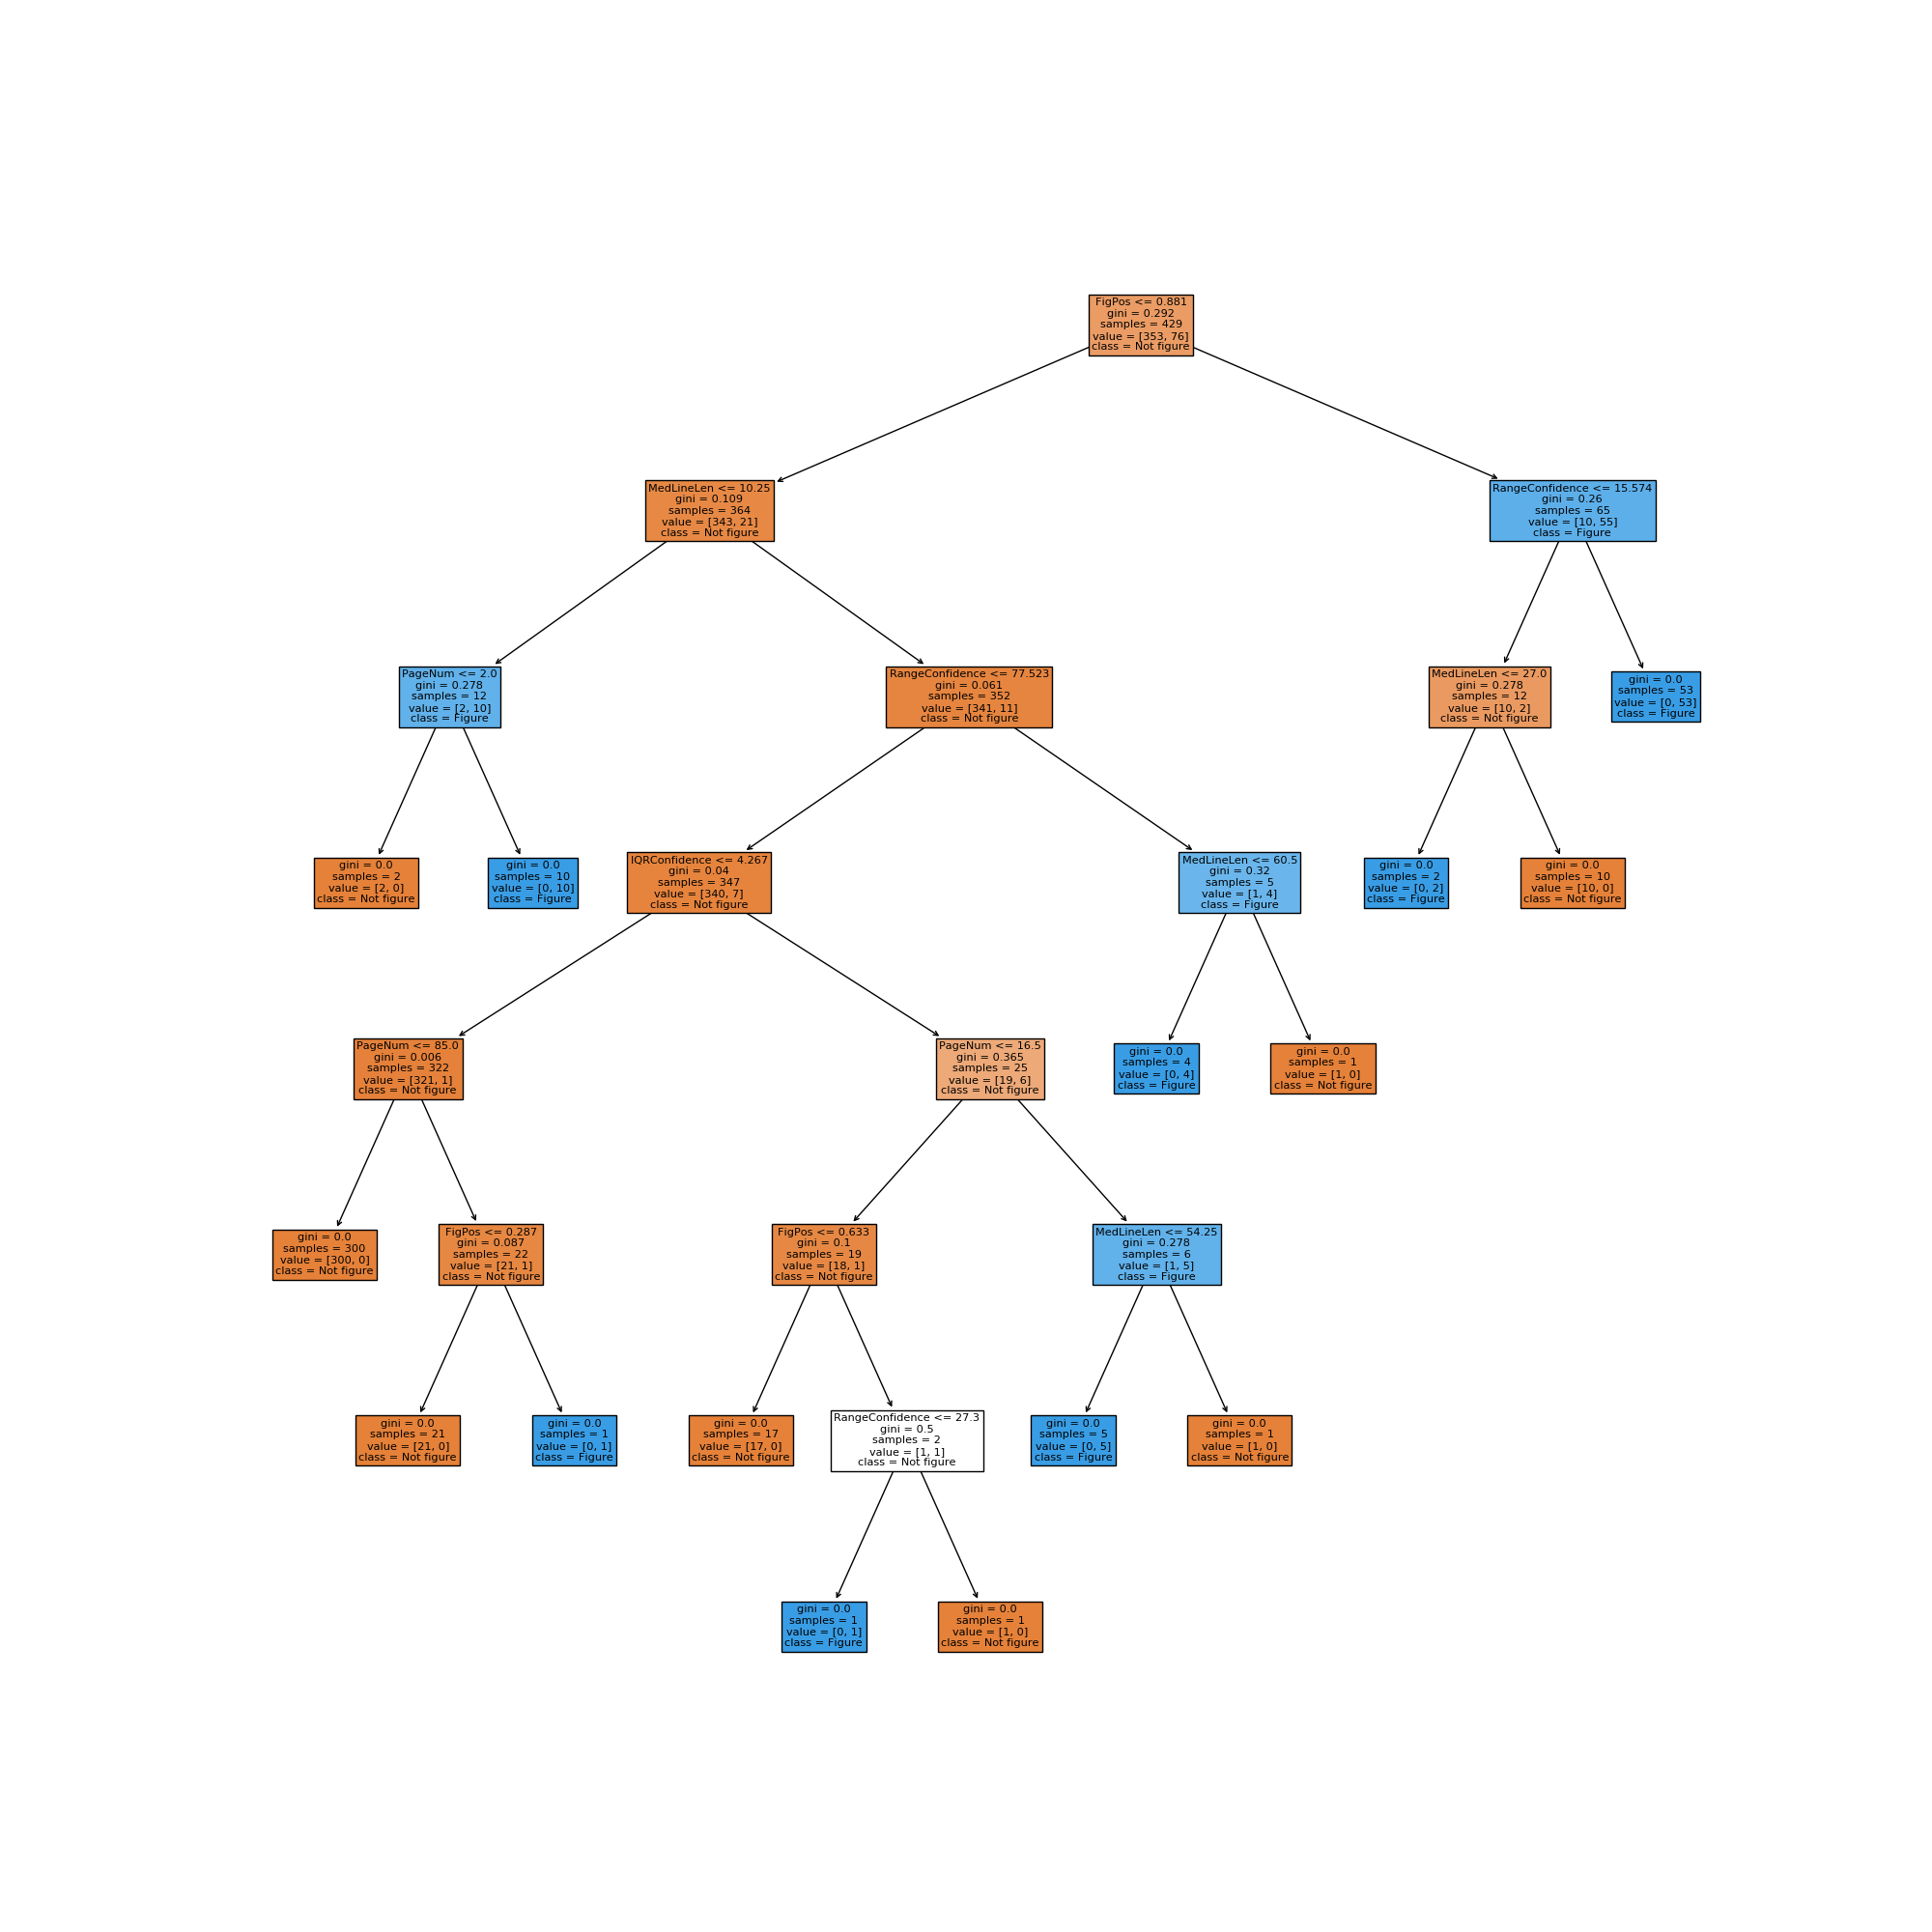 FigPos <= 0.881
gini = 0.292
samples = 429
value = [353, 76]
class = Not figure
MedLineLen <= 10.25
gini = 0.109
samples = 364
value = [343, 21]
class = Not figure
RangeConfidence <= 15.574
gini = 0.26
samples = 65
value = [10, 55]
class = Figure
PageNum <= 2.0
gini = 0.278
samples = 12
value = [2, 10]
class = Figure
RangeConfidence <= 77.523
gini = 0.061
samples = 352
value = [341, 11]
class = Not figure
MedLineLen <= 27.0
gini = 0.278
samples = 12
value = [10, 2]
class = Not figure
gini = 0.0
samples = 53
value = [0, 53]
class = Figure
gini = 0.0
samples = 2
value = [2, 0]
class = Not figure
gini = 0.0
samples = 10
value = [0, 10]
class = Figure
IQRConfidence <= 4.267
gini = 0.04
samples = 347
value = [340, 7]
class = Not figure
MedLineLen <= 60.5
gini = 0.32
samples = 5
value = [1, 4]
class = Figure
gini = 0.0
samples = 2
value = [0, 2]
class = Figure
gini = 0.0
samples = 10
value = [10, 0]
class = Not figure
PageNum <= 85.0
gini = 0.006
samples = 322
value = [321, 1]
class = Not figure
PageNum <= 16.5
gini = 0.365
samples = 25
value = [19, 6]
class = Not figure
gini = 0.0
samples = 4
value = [0, 4]
class = Figure
gini = 0.0
samples = 1
value = [1, 0]
class = Not figure
gini = 0.0
samples = 300
value = [300, 0]
class = Not figure
FigPos <= 0.287
gini = 0.087
samples = 22
value = [21, 1]
class = Not figure
FigPos <= 0.633
gini = 0.1
samples = 19
value = [18, 1]
class = Not figure
MedLineLen <= 54.25
gini = 0.278
samples = 6
value = [1, 5]
class = Figure
gini = 0.0
samples = 21
value = [21, 0]
class = Not figure
gini = 0.0
samples = 1
value = [0, 1]
class = Figure
gini = 0.0
samples = 17
value = [17, 0]
class = Not figure
RangeConfidence <= 27.3
gini = 0.5
samples = 2
value = [1, 1]
class = Not figure
gini = 0.0
samples = 5
value = [0, 5]
class = Figure
gini = 0.0
samples = 1
value = [1, 0]
class = Not figure
gini = 0.0
samples = 1
value = [0, 1]
class = Figure
gini = 0.0
samples = 1
value = [1, 0]
class = Not figure